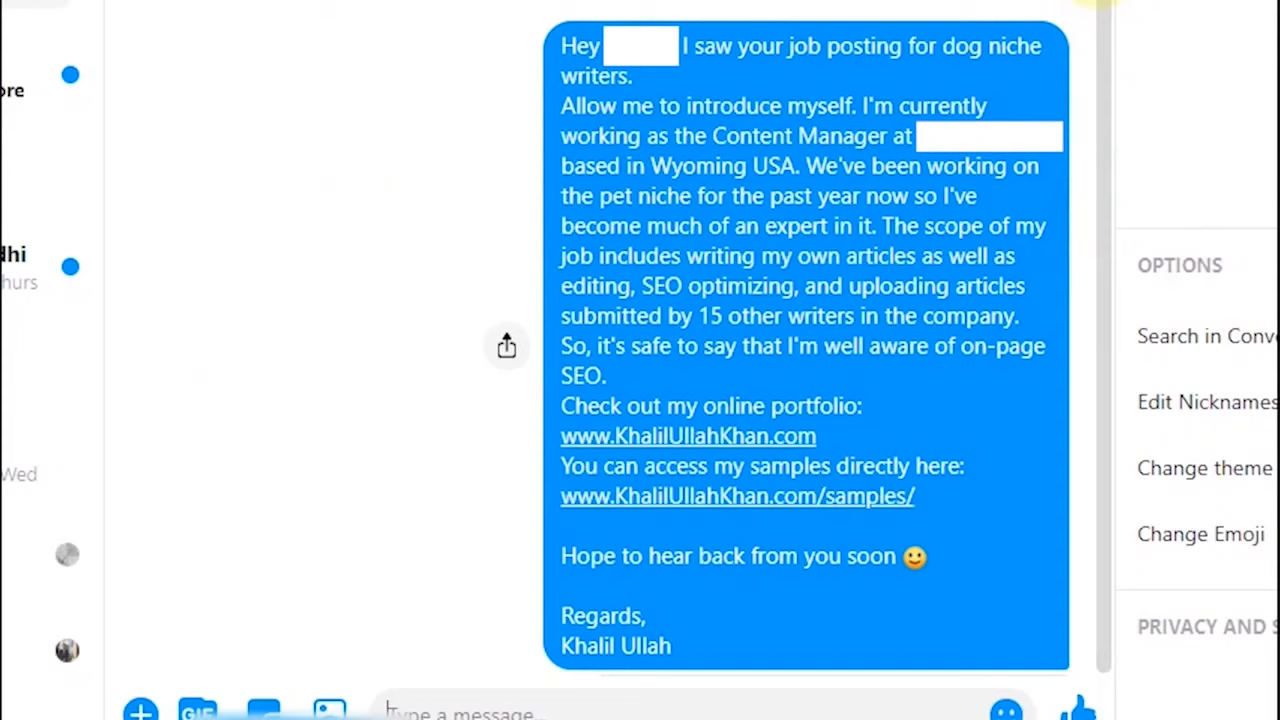 Hey I saw your job posting for dog niche
writers.
Allow me to introduce myself. I'm currently
working as the Content Manager at
based in Wyoming USA. We've been working on
the pet niche for the past year now so I've
become much of an expert in it. The scope of my
job includes writing my own articles as well as
editing, SEO optimizing, and uploading articles
submitted by 15 other writers in the company.
So, it's safe to say that I'm well aware of on-page
SEO.
Check out my online portfolio:
www.KhalilUllahKhan.com
You can access my samples directly here:
www.KhalilUllahKhan.com/samples/
Hope to hear back from you soon 🙂
Regards,
Khalil Ullah
GIF
Type a message...
ore
dhi
hurs
Wed
OPTIONS
Search in Conv
Edit Nicknames
Change theme
Change Emoji
PRIVACY AND S